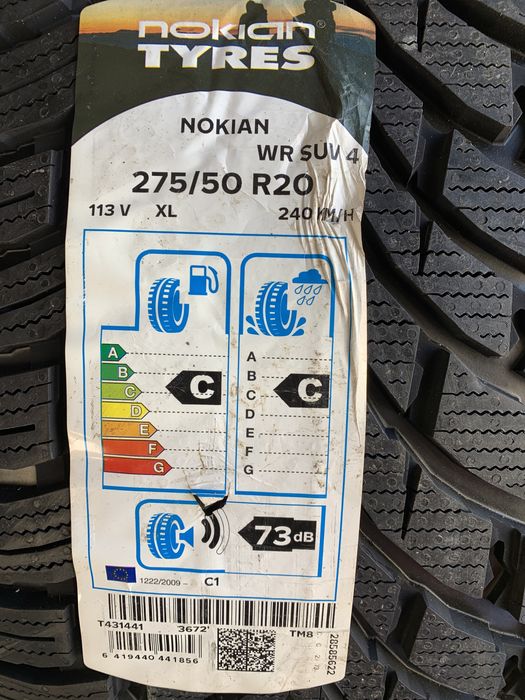 nokian
TYRES
NOKIAN
WR SUV 4
275/50 R20
113 V XL 240 KM/H
A
B
C
D
E
F
G
C
A
B
C
D
E
F
G
C
73dB
1222/2009 - C1
T431441 3672 TM8
6 419440 441856
28585622